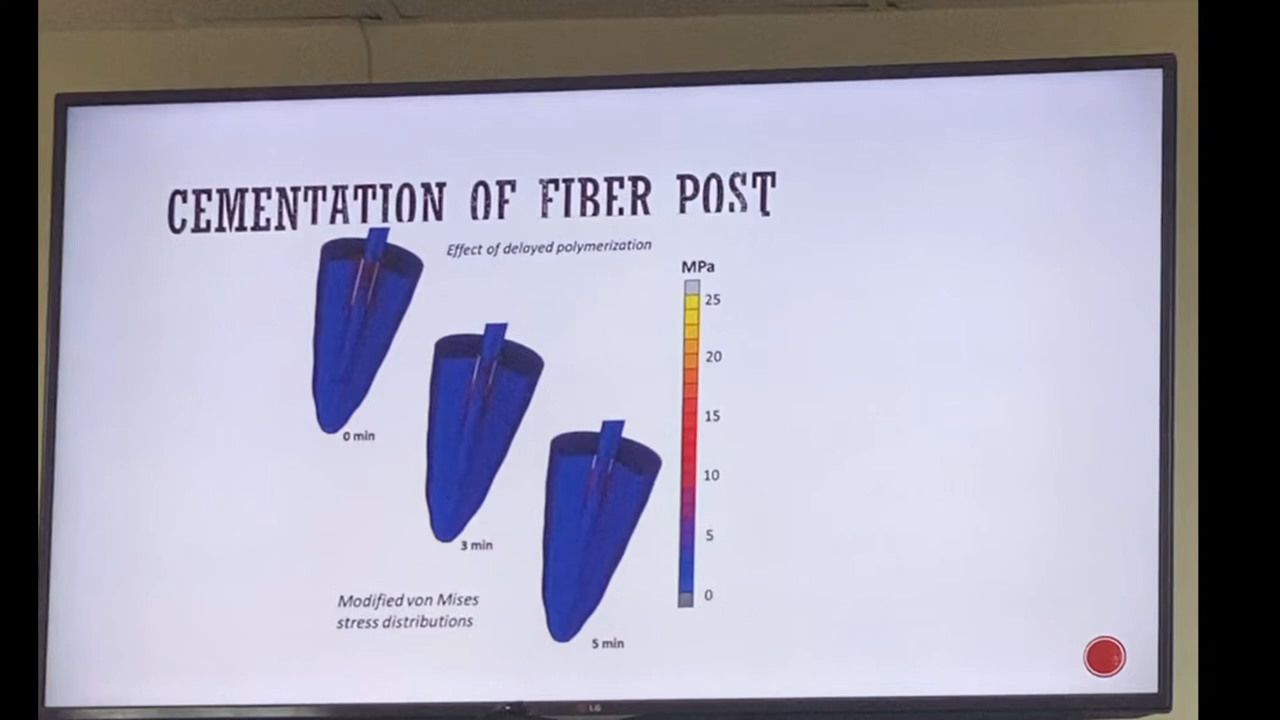 CEMENTATION OF FIBER POST
Effect of delayed polymerization
MPa
25
20
15
10
5
0
0 min
3 min
5 min
Modified von Mises
stress distributions
LG